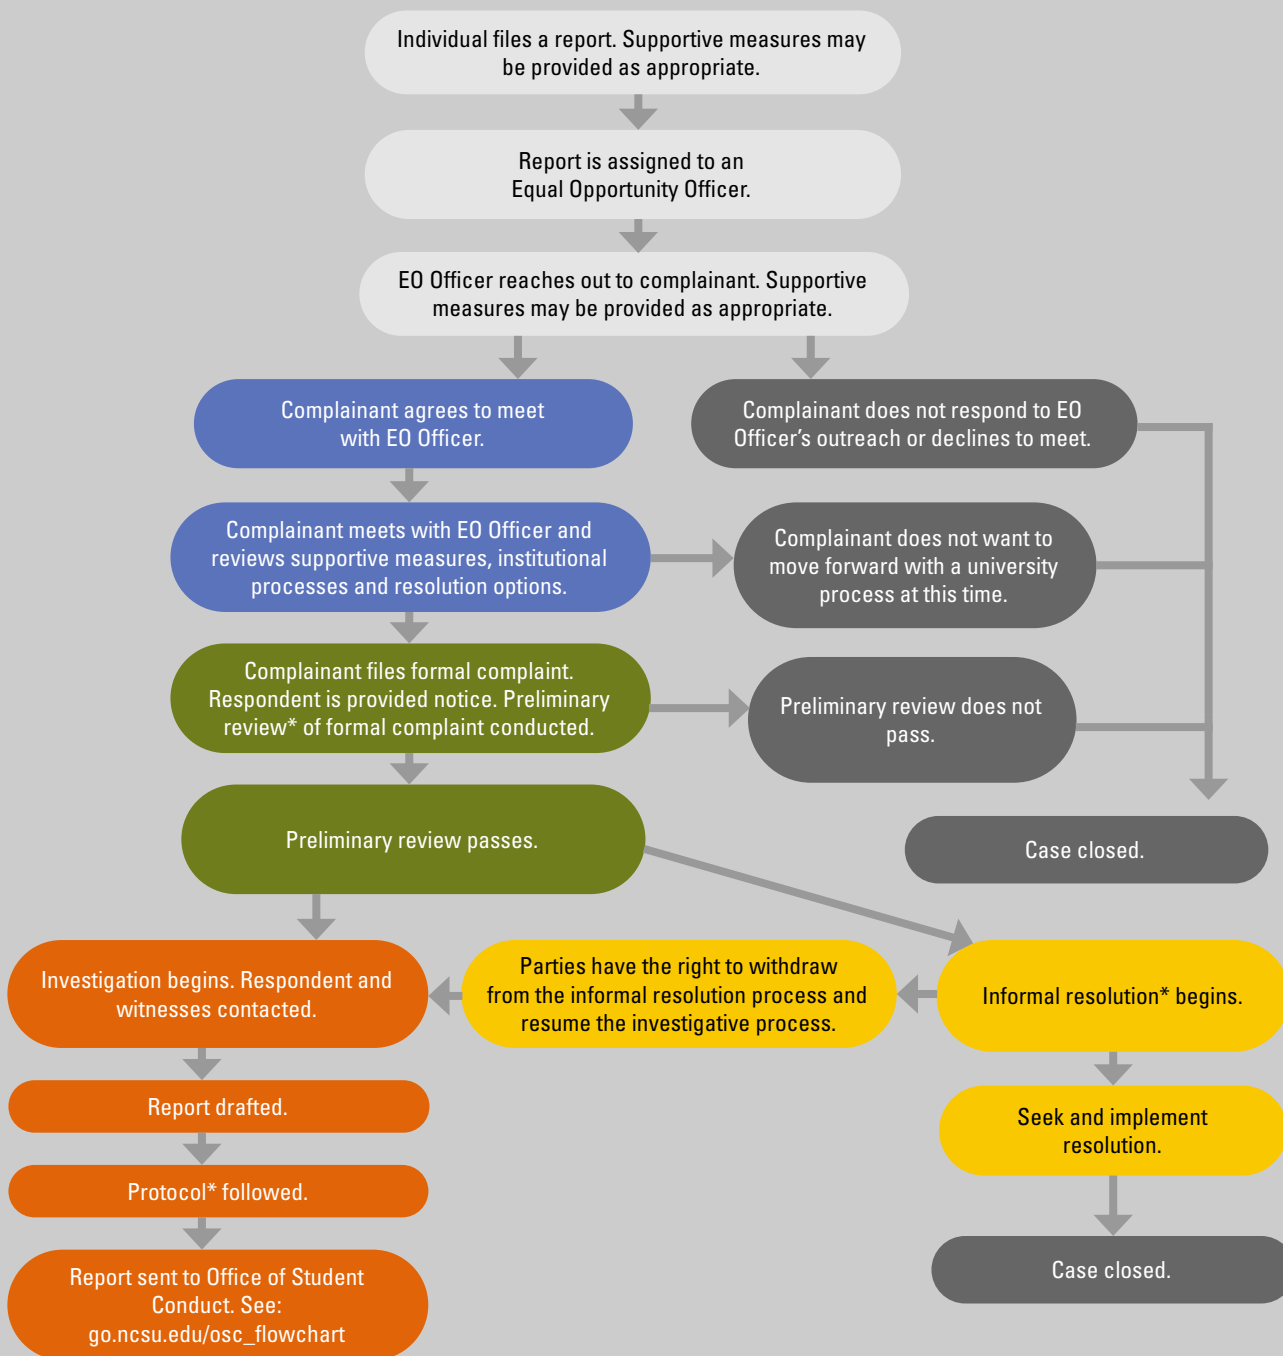 Individual files a report. Supportive measures may
be provided as appropriate.
Report is assigned to an
Equal Opportunity Officer.
EO Officer reaches out to complainant. Supportive
measures may be provided as appropriate.
Complainant agrees to meet
with EO Officer.
Complainant does not respond to EO
Officer’s outreach or declines to meet.
Complainant meets with EO Officer and
reviews supportive measures, institutional
processes and resolution options.
Complainant does not want to
move forward with a university
process at this time.
Complainant files formal complaint.
Respondent is provided notice. Preliminary
review* of formal complaint conducted.
Preliminary review does not
pass.
Preliminary review passes.
Case closed.
Investigation begins. Respondent and
witnesses contacted.
Parties have the right to withdraw
from the informal resolution process and
resume the investigative process.
Informal resolution* begins.
Report drafted.
Seek and implement
resolution.
Protocol* followed.
Report sent to Office of Student
Conduct. See:
go.ncsu.edu/osc_flowchart
Case closed.